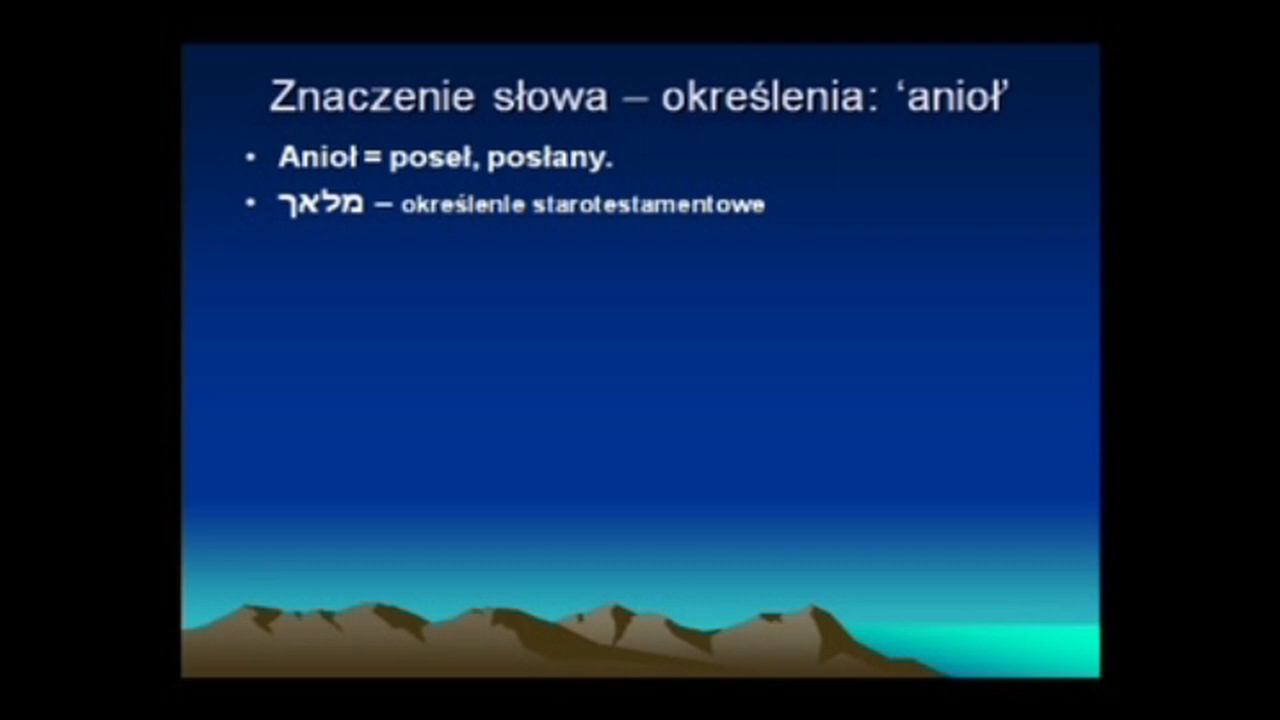 Znaczenie słowa – określenia: ‘anioł’
• Anioł = poseł, posłany.
• מלאך – określenie starotestamentowe